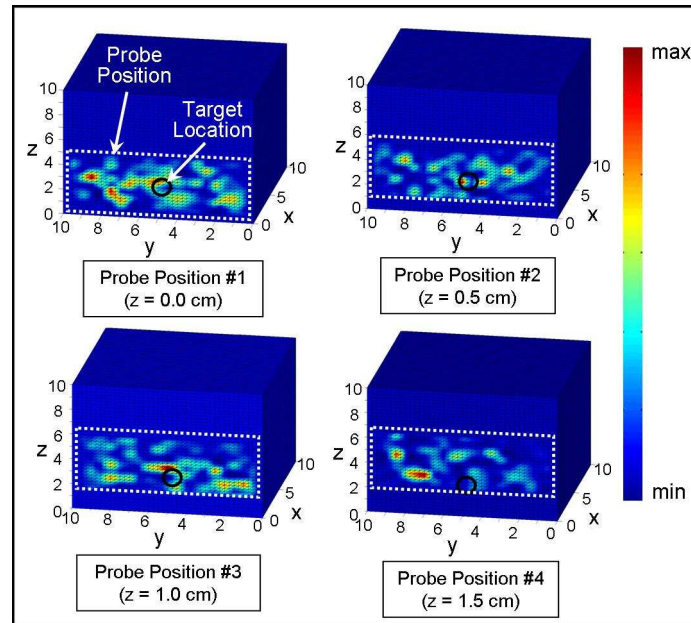 Probe
Position
Target
Location
10
8
6
4
2
0
z
10
8
6
4
2
0
y
0
5
10
x
Probe Position #1
(z = 0.0 cm)
10
8
6
4
2
0
z
10
8
6
4
2
0
y
0
5
10
x
Probe Position #2
(z = 0.5 cm)
max
min
10
8
6
4
2
0
z
10
8
6
4
2
0
y
0
5
10
x
Probe Position #3
(z = 1.0 cm)
10
8
6
4
2
0
z
10
8
6
4
2
0
y
0
5
10
x
Probe Position #4
(z = 1.5 cm)